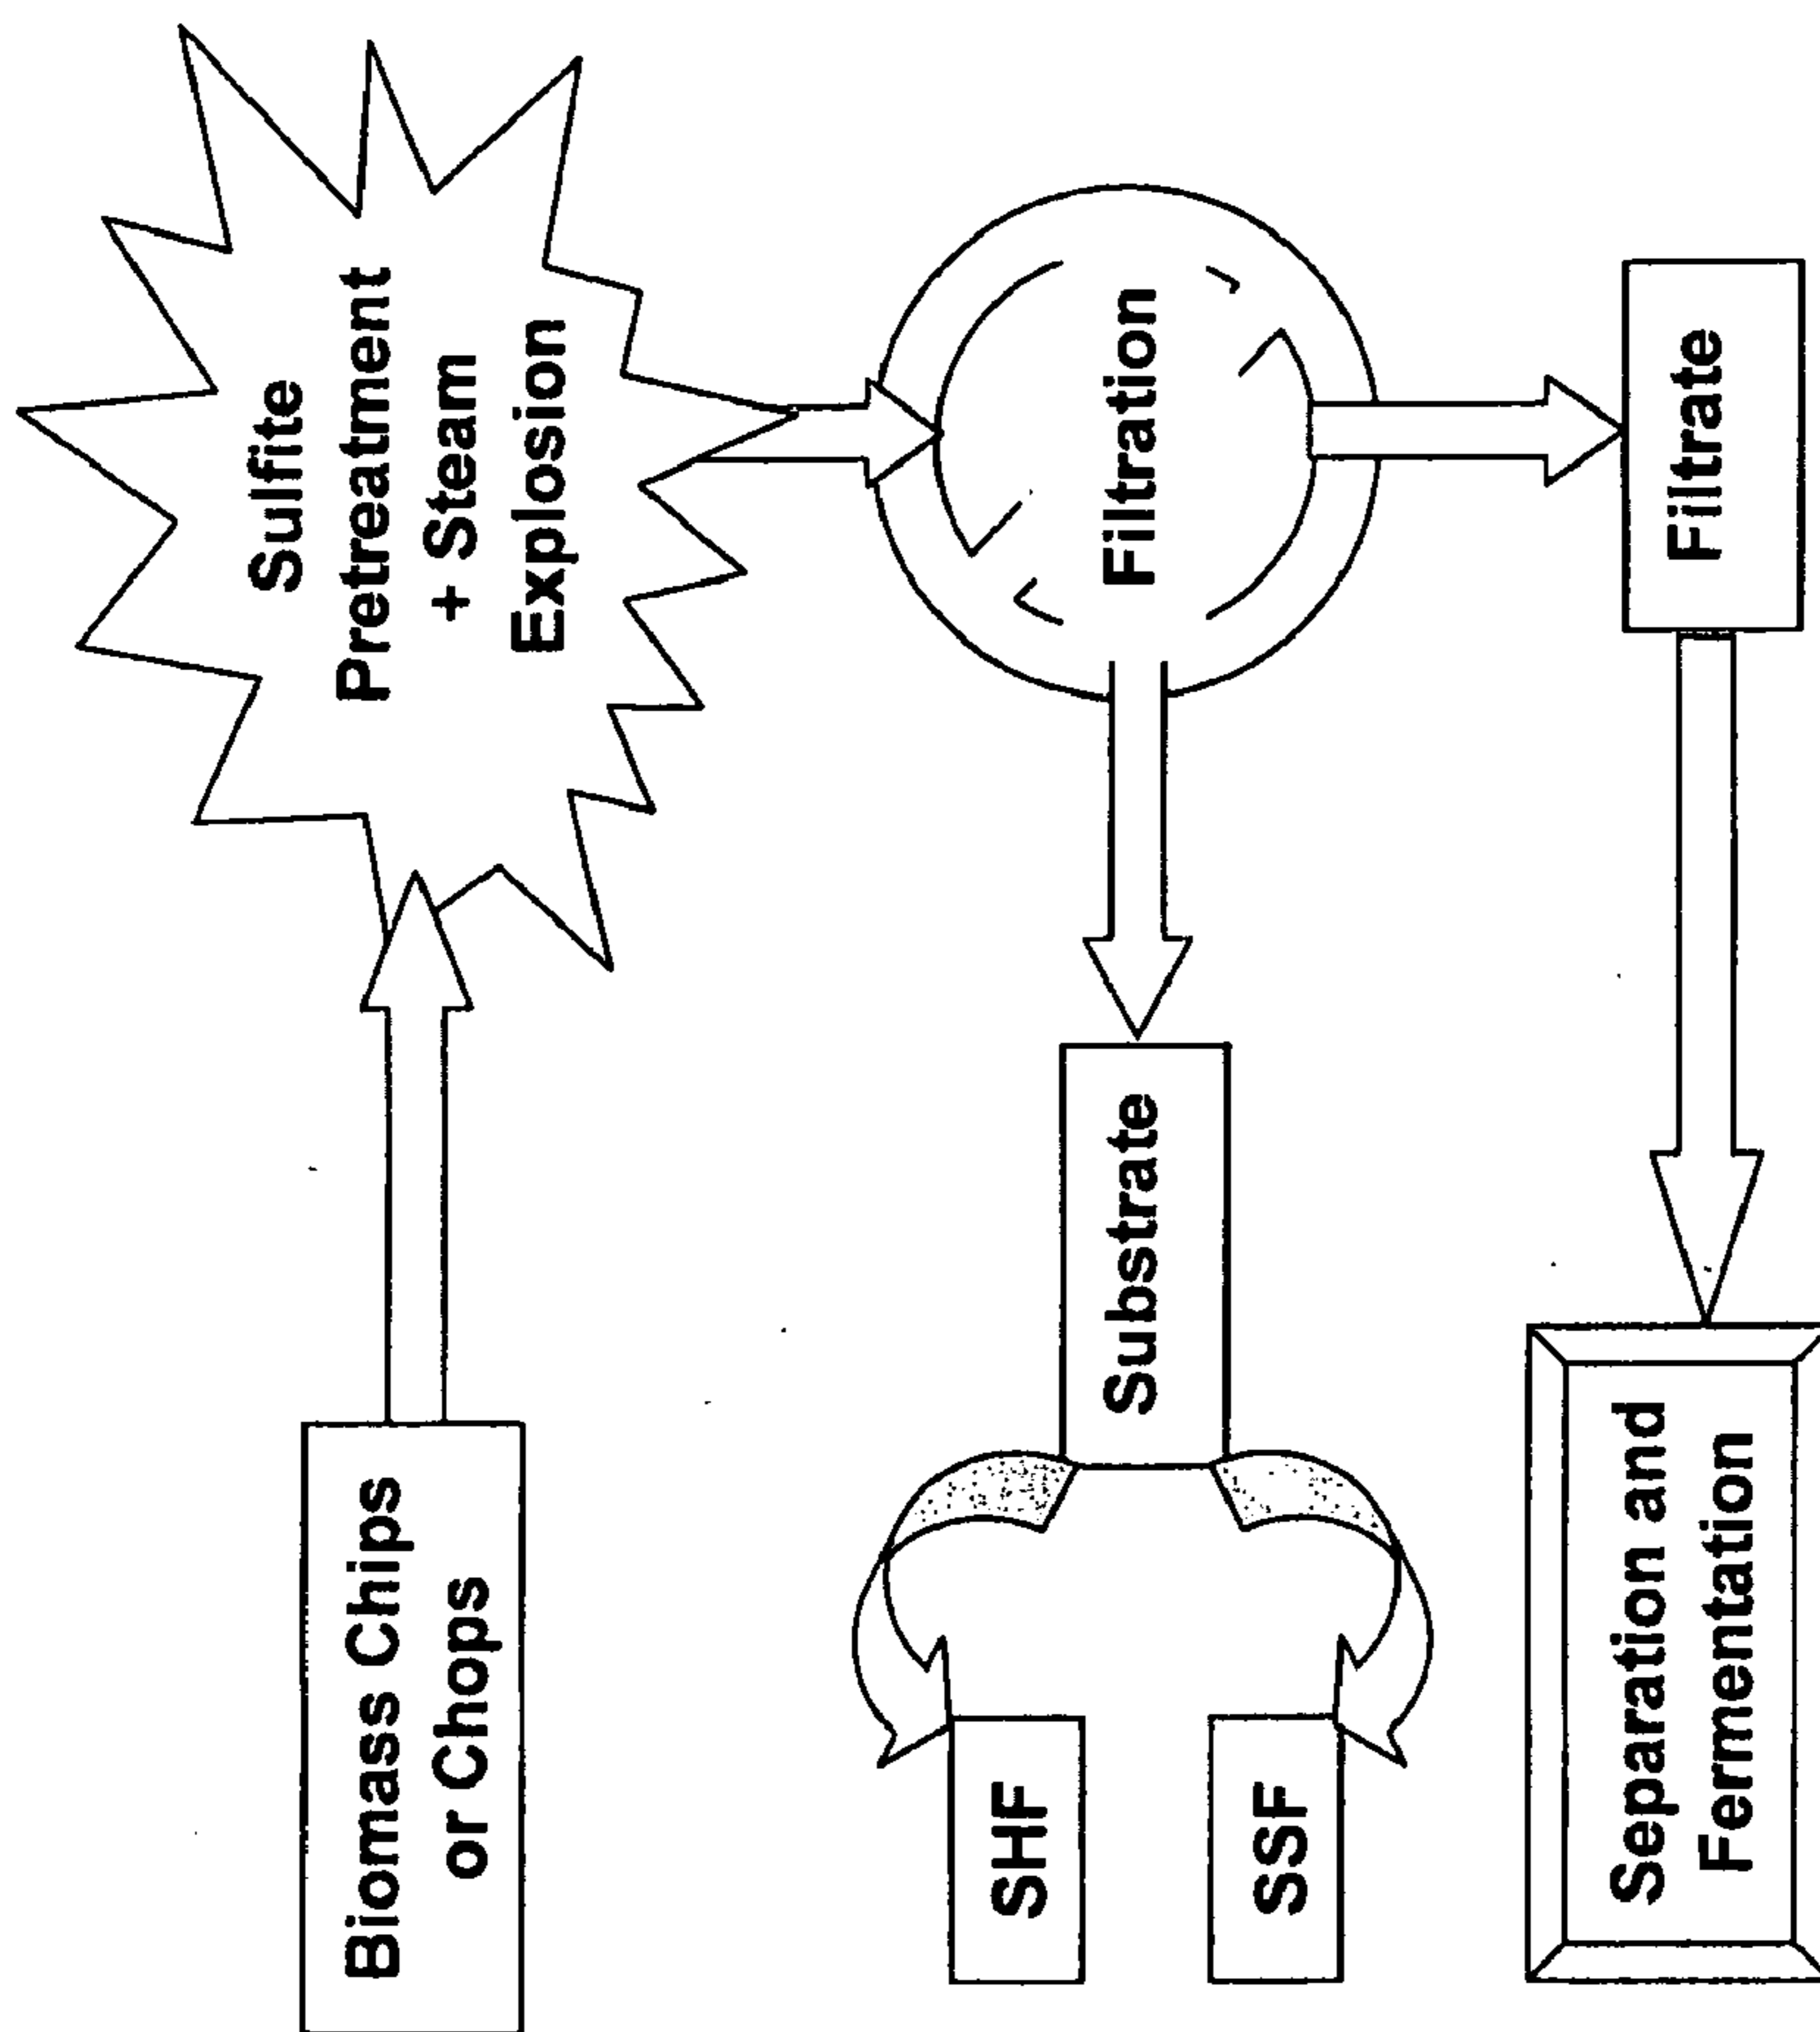 Biomass Chips
or Chops
Sulfite
Pretreatment
+ Steam
Explosion
Filtration
Substrate
SHF
SSF
Filtrate
Separation and
Fermentation